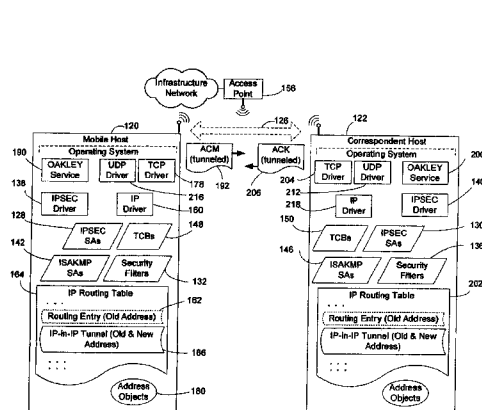 Infrastructure
Network
Access
Point
156
120
126
122
Mobile Host
Operating System
OAKLEY
Service
UDP
Driver
TCP
Driver
IPSEC
Driver
IP
Driver
IPSEC
SAs
TCBs
ISAKMP
SAs
Security
Filters
IP Routing Table
. . .
Routing Entry (Old Address)
IP-in-IP Tunnel (Old & New
Address)
Address
Objects
178
216
160
148
132
162
166
180
138
128
142
164
ACM
(tunneled)
192
ACK
(tunneled)
206
Correspondent Host
Operating System
TCP
Driver
UDP
Driver
OAKLEY
Service
IP
Driver
IPSEC
Driver
TCBs
IPSEC
SAs
ISAKMP
SAs
Security
Filters
IP Routing Table
. . .
Routing Entry (Old Address)
IP-in-IP Tunnel (Old & New
Address)
Address
Objects
204
212
218
150
146
202